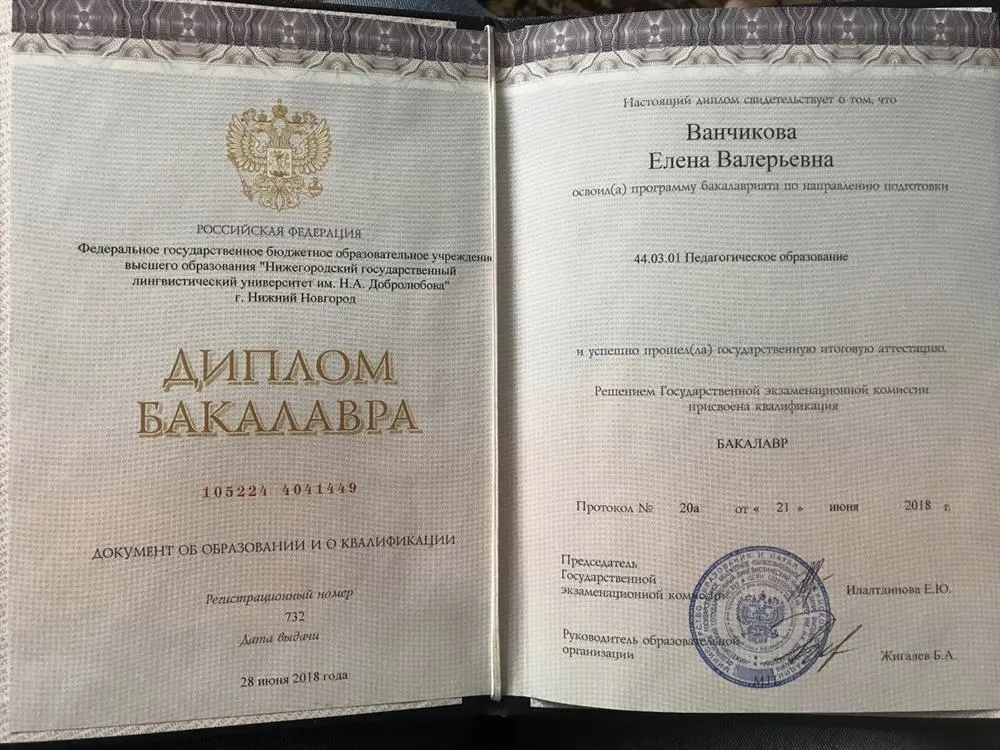 РОССИЙСКАЯ ФЕДЕРАЦИЯ
Федеральное государственное бюджетное образовательное
высшего образования "Нижегородский государственный
лингвистический университет им. Н.А. Добролюбова"
г. Нижний Новгород
ДИПЛОМ
БАКАЛАВРА
105224 4041449
ДОКУМЕНТ ОБ ОБРАЗОВАНИИ И О КВАЛИФИКАЦИИ
Регистрационный номер
732
Дата выдачи
28 июня 2018 года
Настоящий диплом свидетельствует о том, что
Ванчикова
Елена Валерьевна
освоил(а) программу бакалавриата по направлению подготовки
44.03.01 Педагогическое образование
и успешно прошел(ла) государственную итоговую аттестацию.
Решением Государственной экзаменационной комиссии
присвоена квалификация
БАКАЛАВР
Протокол № 20а от « 21 » июня 2018 г.
Председатель
Государственной
экзаменационной комиссии
Илалтдинова Е.Ю.
Руководитель образовательной
организации
Жигалев Б.А.
М.П.